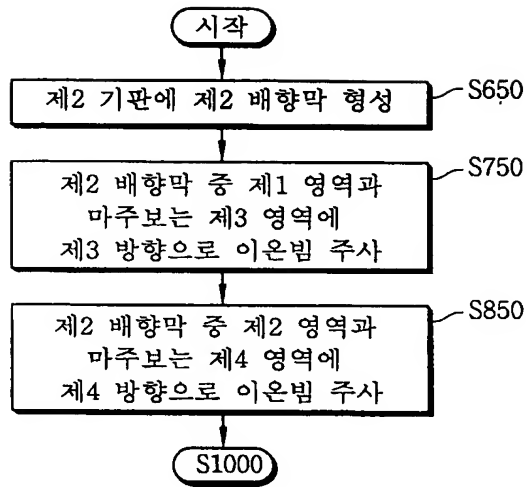 시작
제2 기판에 제2 배향막 형성
S650
S750
제2 배향막 중 제1 영역과
마주보는 제3 영역에
제3 방향으로 이온빔 주사
S850
제2 배향막 중 제2 영역과
마주보는 제4 영역에
제4 방향으로 이온빔 주사
S1000